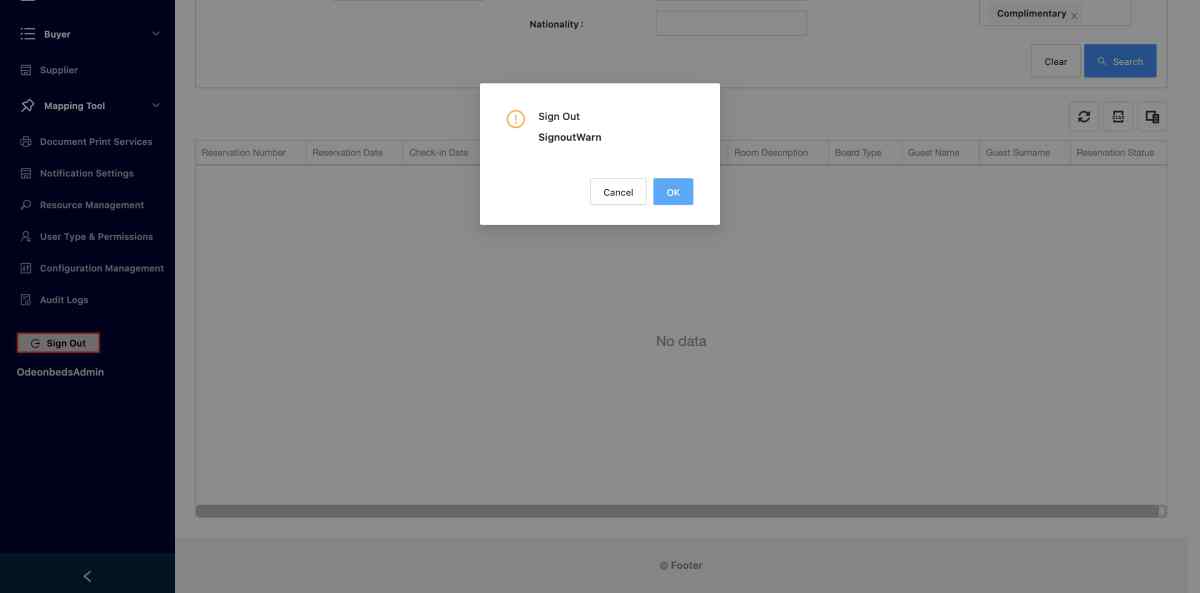 Buyer
Supplier
Mapping Tool
Document Print Services
Notification Settings
Resource Management
User Type & Permissions
Configuration Management
Audit Logs
Sign Out
OdeonbedsAdmin
Nationality :
Complimentary
Clear
Search
Sign Out
SignoutWarn
Cancel
OK
Reservation Number Reservation Date Check-in Date Room Description Board Type Guest Name Guest Surname Reservation Status
No data
© Footer